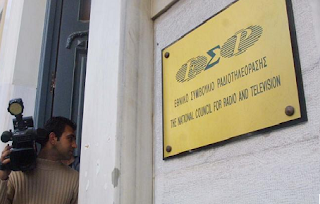 ΕΣΡ
ΕΘΝΙΚΟ ΣΥΜΒΟΥΛΙΟ ΡΑΔΙΟΤΗΛΕΟΡΑΣΗΣ
THE NATIONAL COUNCIL FOR RADIO AND TELEVISION